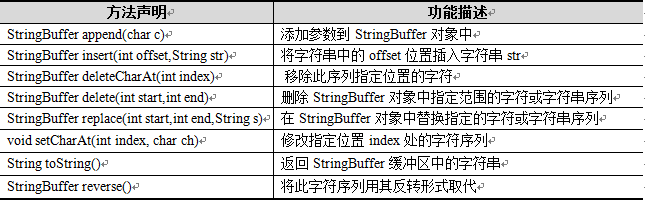 方法声明 功能描述
StringBuffer append(char c) 添加参数到 StringBuffer 对象中
StringBuffer insert(int offset,String str) 将字符串中的 offset 位置插入字符串 str
StringBuffer deleteCharAt(int index) 移除此序列指定位置的字符
StringBuffer delete(int start,int end) 删除 StringBuffer 对象中指定范围的字符或字符串序列
StringBuffer replace(int start,int end,String s) 在 StringBuffer 对象中替换指定的字符或字符串序列
void setCharAt(int index, char ch) 修改指定位置 index 处的字符序列
String toString() 返回 StringBuffer 缓冲区中的字符串
StringBuffer reverse() 将此字符序列用其反转形式取代